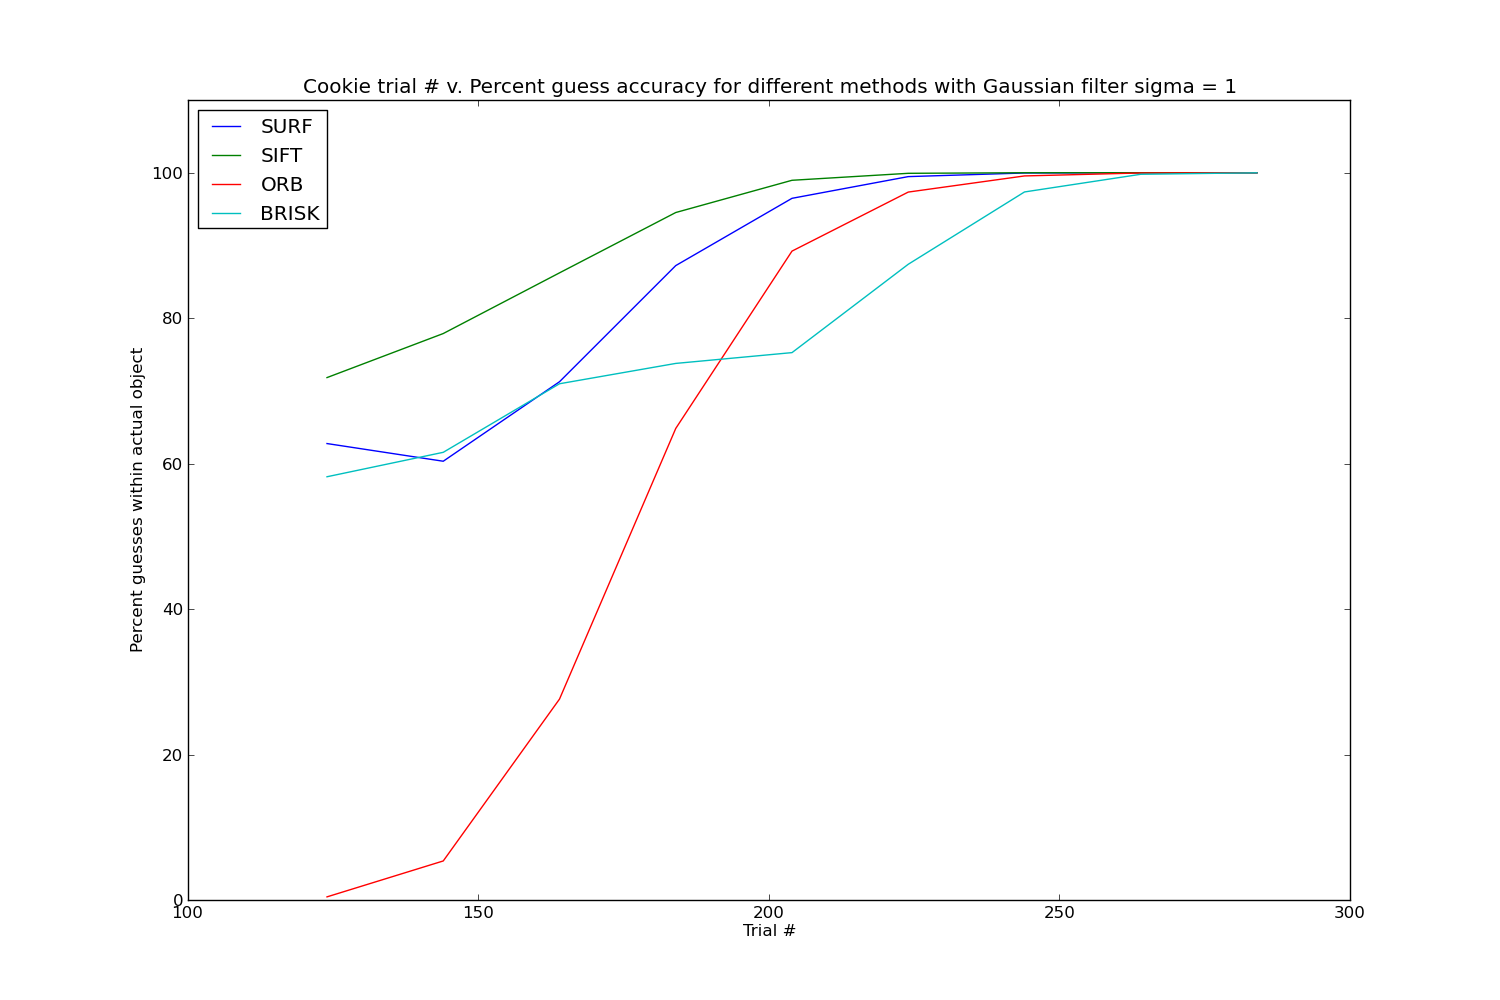 Cookie trial # v. Percent guess accuracy for different methods with Gaussian filter sigma = 1
SURF
SIFT
ORB
BRISK
100
80
60
40
20
0
Percent guesses within actual object
100
150
200
250
300
Trial #